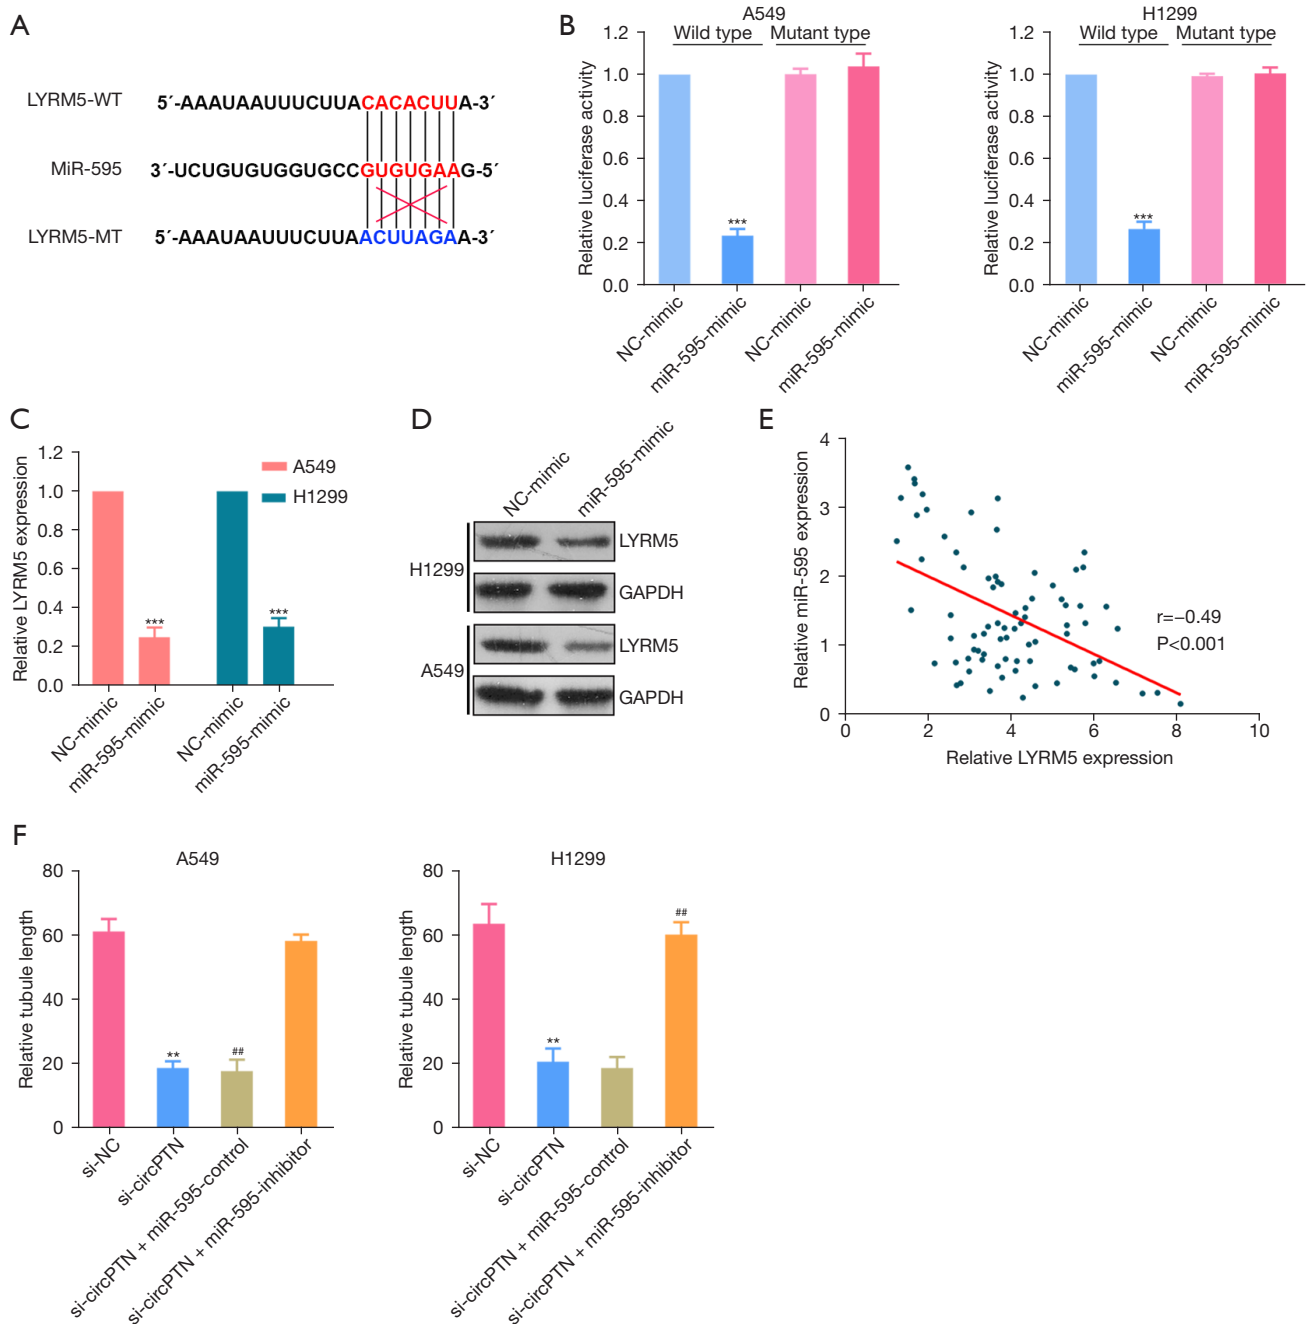 A
LYRM5-WT 5´-AAAUAAUUUCUUACACACUUA-3´
MiR-595 3´-UCUGUGUGGUGCCGUGUGAAG-5´
LYRM5-MT 5´-AAAUAAUUUCUUAACUUAGAA-3´
B
A549
Wild type Mutant type
Relative luciferase activity
1.2
1.0
0.8
0.6
0.4
0.2
0.0
***
NC-mimic
miR-595-mimic
NC-mimic
miR-595-mimic
H1299
Wild type Mutant type
Relative luciferase activity
1.2
1.0
0.8
0.6
0.4
0.2
0.0
***
NC-mimic
miR-595-mimic
NC-mimic
miR-595-mimic
C
Relative LYRM5 expression
1.2
1.0
0.8
0.6
0.4
0.2
0.0
A549
H1299
***
***
NC-mimic
miR-595-mimic
NC-mimic
miR-595-mimic
D
NC-mimic
miR-595-mimic
H1299
LYRM5
GAPDH
A549
LYRM5
GAPDH
E
Relative miR-595 expression
4
3
2
1
0
r=−0.49
P<0.001
0 2 4 6 8 10
Relative LYRM5 expression
F
A549
Relative tubule length
80
60
40
20
0
**
##
si-NC
si-circPTN
si-circPTN + miR-595-control
si-circPTN + miR-595-inhibitor
H1299
Relative tubule length
80
60
40
20
0
**
##
si-NC
si-circPTN
si-circPTN + miR-595-control
si-circPTN + miR-595-inhibitor